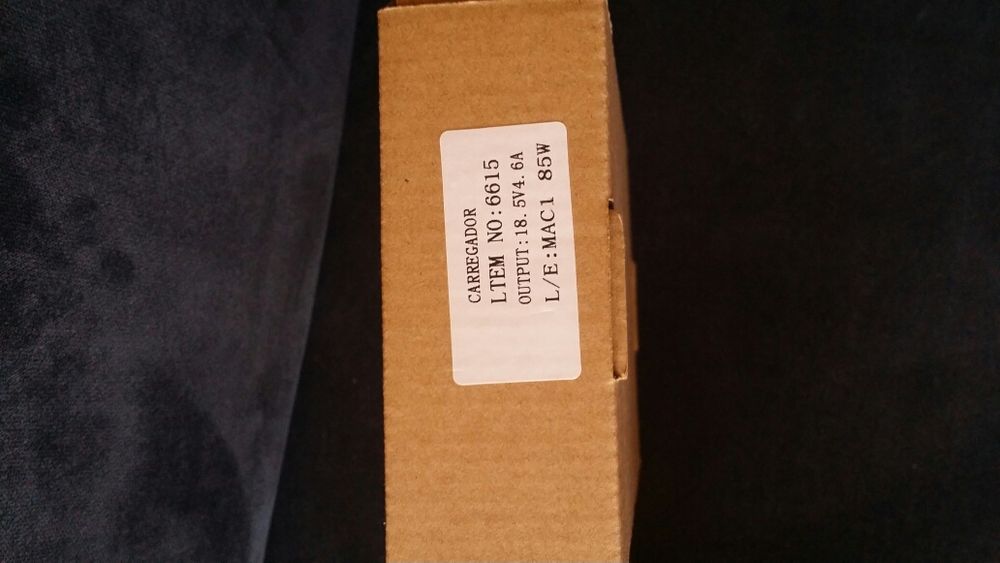 CARREGADOR
LTEM NO:6615
OUTPUT:18.5V4.6A
L/E:MAC1 85W